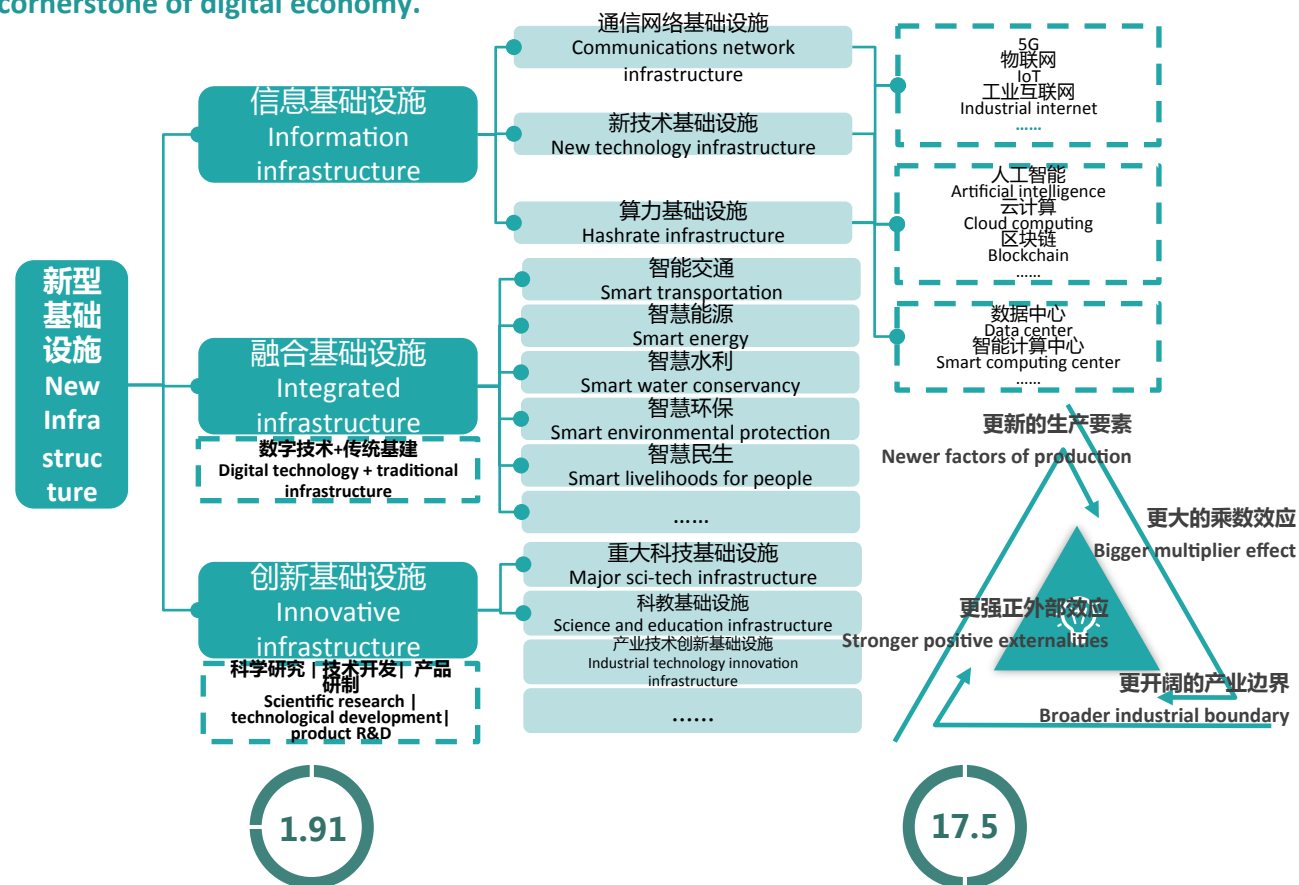 cornerstone of digital economy.
新型
基础
设施
New
Infra
struc
ture
信息基础设施
Information
infrastructure
通信网络基础设施
Communications network
infrastructure
新技术基础设施
New technology infrastructure
算力基础设施
Hashrate infrastructure
5G
物联网
IoT
工业互联网
Industrial internet
......
人工智能
Artificial intelligence
云计算
Cloud computing
区块链
Blockchain
......
数据中心
Data center
智能计算中心
Smart computing center
......
融合基础设施
Integrated
infrastructure
数字技术+传统基建
Digital technology + traditional
infrastructure
智能交通
Smart transportation
智慧能源
Smart energy
智慧水利
Smart water conservancy
智慧环保
Smart environmental protection
智慧民生
Smart livelihoods for people
......
创新基础设施
Innovative
infrastructure
科学研究 | 技术开发| 产品
研制
Scientific research |
technological development|
product R&D
重大科技基础设施
Major sci-tech infrastructure
科教基础设施
Science and education infrastructure
产业技术创新基础设施
Industrial technology innovation
infrastructure
......
更新的生产要素
Newer factors of production
更大的乘数效应
Bigger multiplier effect
更强正外部效应
Stronger positive externalities
更开阔的产业边界
Broader industrial boundary
1.91
17.5